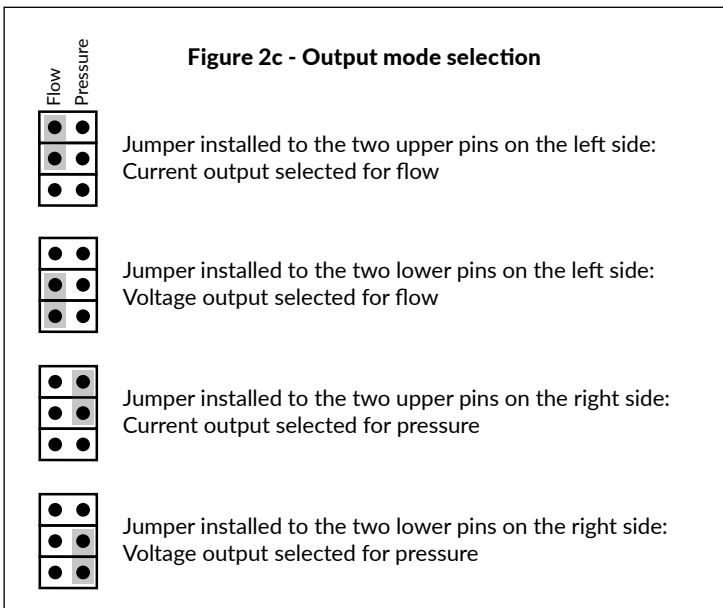 Figure 2c - Output mode selection
Flow
Pressure
Jumper installed to the two upper pins on the left side:
Current output selected for flow
Jumper installed to the two lower pins on the left side:
Voltage output selected for flow
Jumper installed to the two upper pins on the right side:
Current output selected for pressure
Jumper installed to the two lower pins on the right side:
Voltage output selected for pressure